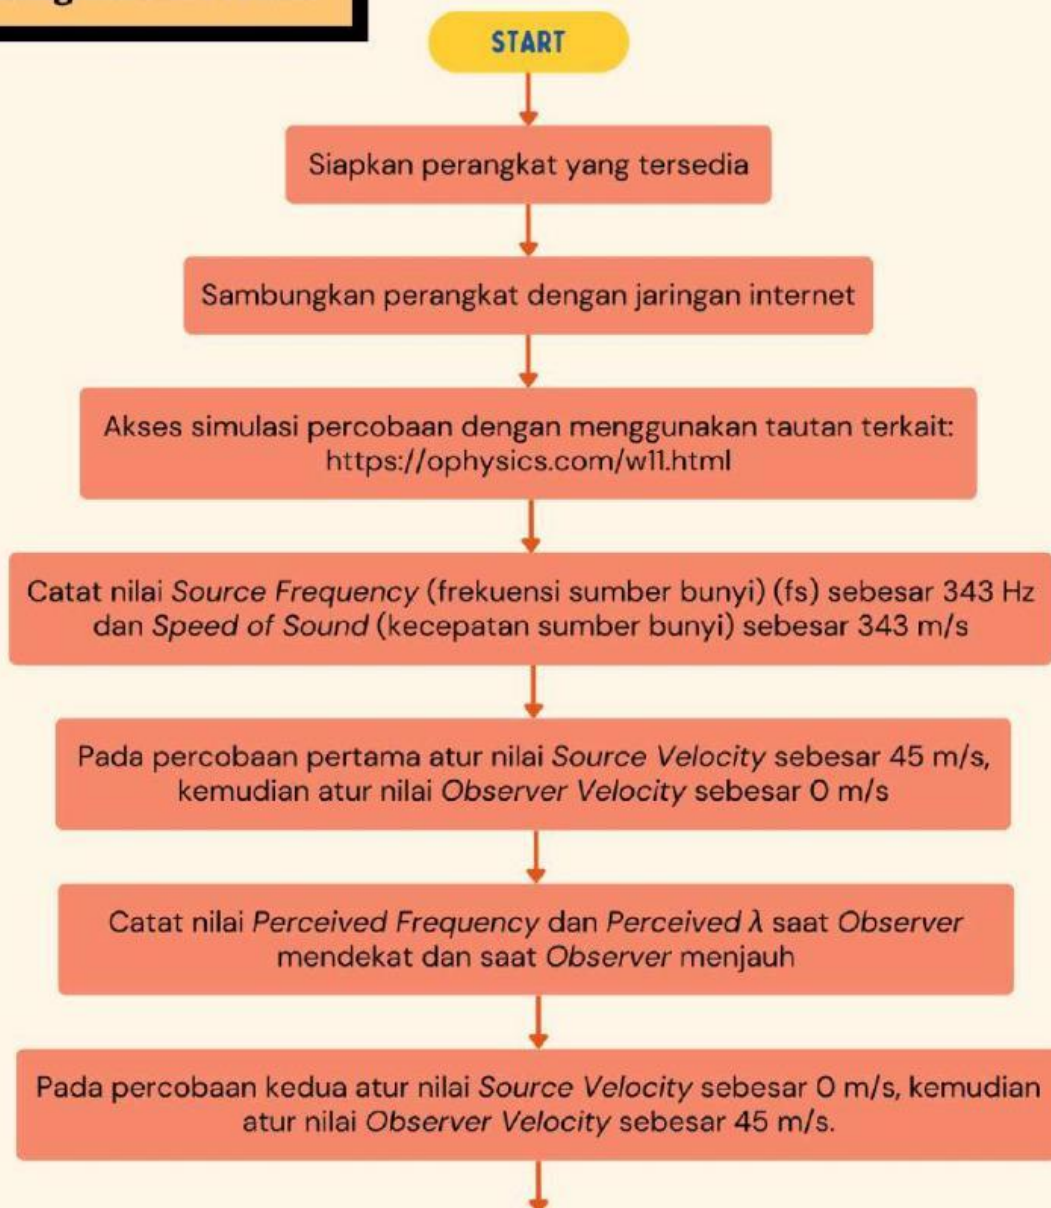 START
Siapkan perangkat yang tersedia
Sambungkan perangkat dengan jaringan internet
Akses simulasi percobaan dengan menggunakan tautan terkait:
https://ophysics.com/w11.html
Catat nilai Source Frequency (frekuensi sumber bunyi) (fs) sebesar 343 Hz
dan Speed of Sound (kecepatan sumber bunyi) sebesar 343 m/s
Pada percobaan pertama atur nilai Source Velocity sebesar 45 m/s,
kemudian atur nilai Observer Velocity sebesar 0 m/s
Catat nilai Perceived Frequency dan Perceived λ saat Observer
mendekat dan saat Observer menjauh
Pada percobaan kedua atur nilai Source Velocity sebesar 0 m/s, kemudian
atur nilai Observer Velocity sebesar 45 m/s.